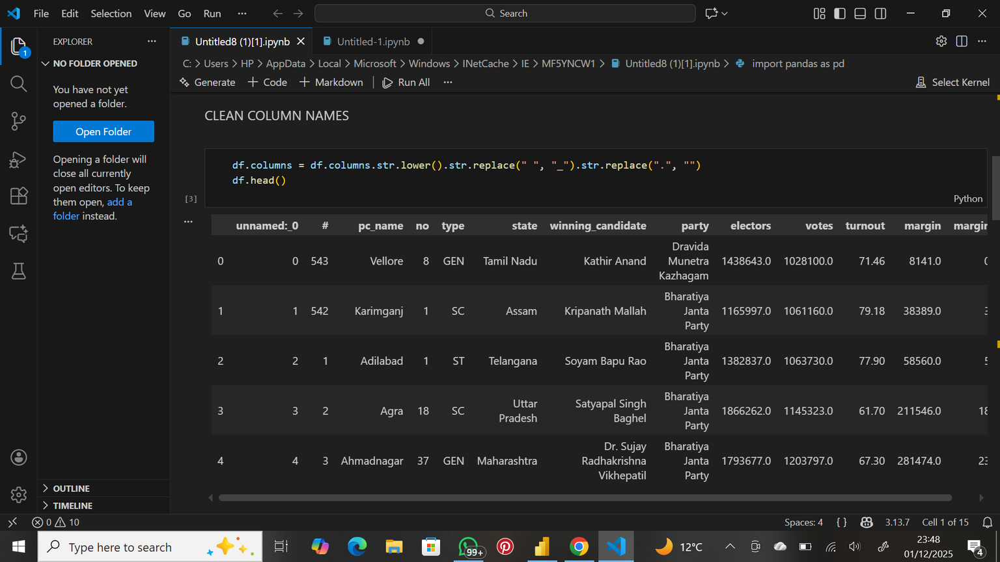 File Edit Selection View Go Run ··· Search
EXPLORER ···
Untitled8 (1)[1].ipynb Untitled-1.ipynb
1
NO FOLDER OPENED
C: > Users > HP > AppData > Local > Microsoft > Windows > INetCache > IE > MF5YNCW1 > Untitled8 (1)[1].ipynb > import pandas as pd
You have not yet
opened a folder.
Open Folder
Opening a folder will
close all currently
open editors. To keep
them open, add a
folder instead.
Generate + Code + Markdown Run All ··· Select Kernel
CLEAN COLUMN NAMES
df.columns = df.columns.str.lower().str.replace(" ", "_").str.replace(".", "")
df.head()
[3] Python
···
unnamed:_0 # pc_name no type state winning_candidate party electors votes turnout margin margin
0 0 543 Vellore 8 GEN Tamil Nadu Kathir Anand Dravida Munetra Kazhagam 1438643.0 1028100.0 71.46 8141.0 0
1 1 542 Karimganj 1 SC Assam Kripanath Mallah Bharatiya Janta Party 1165997.0 1061160.0 79.18 38389.0 3
2 2 1 Adilabad 1 ST Telangana Soyam Bapu Rao Bharatiya Janta Party 1382837.0 1063730.0 77.90 58560.0 5
3 3 2 Agra 18 SC Uttar Pradesh Satyapal Singh Baghel Bharatiya Janta Party 1866262.0 1145323.0 61.70 211546.0 18
4 4 3 Ahmadnagar 37 GEN Maharashtra Dr. Sujay Radhakrishna Vikhepatil Bharatiya Janta Party 1793677.0 1203797.0 67.30 281474.0 23
OUTLINE
TIMELINE
0 10 Spaces: 4 { } 3.13.7 Cell 1 of 15
Type here to search 99+ 12°C 23:48
01/12/2025 4